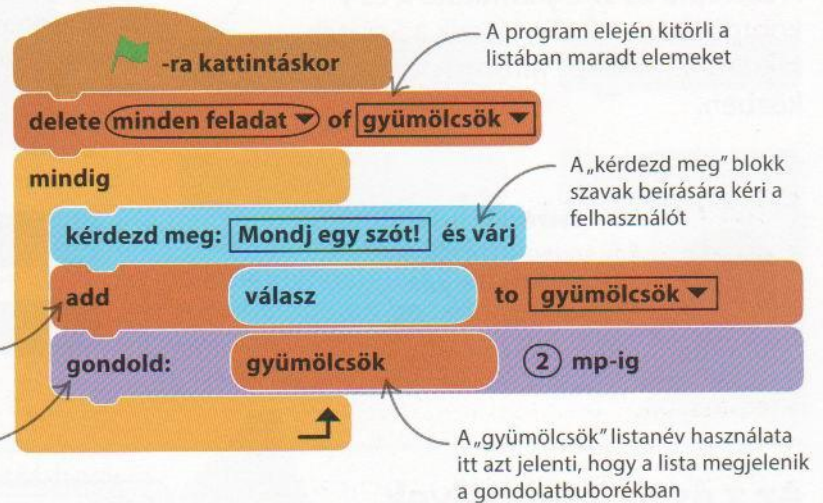 A program elején kitörli a
listában maradt elemeket
-ra kattintáskor
delete minden feladat of gyümölcsök
mindig
A „kérdezd meg” blokk
szavak beírására kéri a
felhasználót
kérdezd meg: Mondj egy szót! és várj
add válasz to gyümölcsök
gondold: gyümölcsök 2 mp-ig
A „gyümölcsök” listanév használata
itt azt jelenti, hogy a lista megjelenik
a gondolatbuborékban